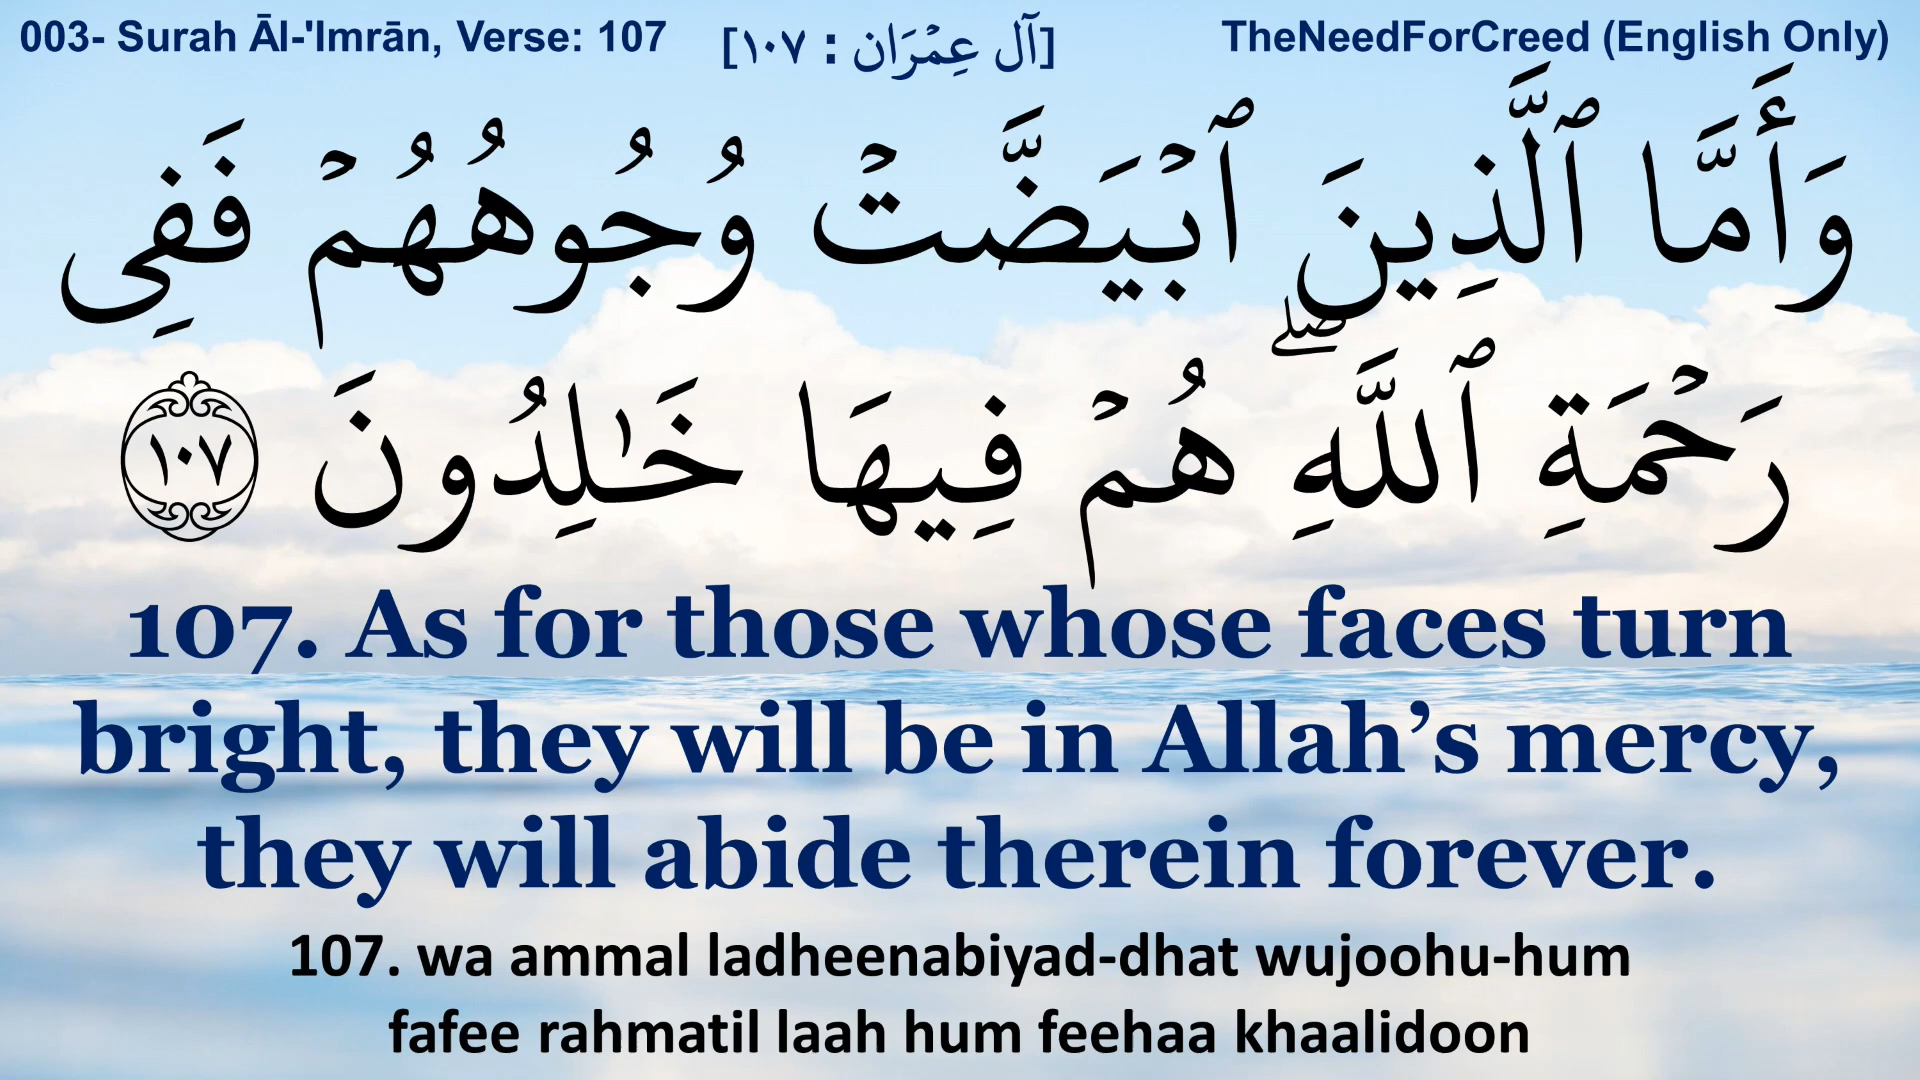 003- Surah Āl-'Imrān, Verse: 107 [آل عِمْرَان : ١٠٧] TheNeedForCreed (English Only)
وَأَمَّا ٱلَّذِينَ ٱبْيَضَّتْ وُجُوهُهُمْ فَفِى
رَحْمَةِ ٱللَّهِ ۖ هُمْ فِيهَا خَـٰلِدُونَ ١٠٧
107. As for those whose faces turn
bright, they will be in Allah’s mercy,
they will abide therein forever.
107. wa ammal ladheenabiyad-dhat wujoohu-hum
fafee rahmatil laah hum feehaa khaalidoon